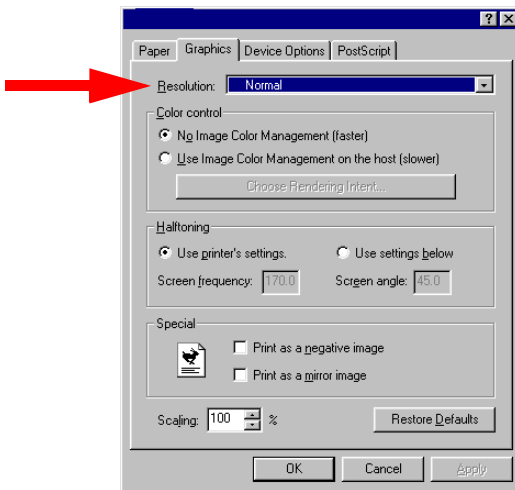 Paper Graphics Device Options PostScript
Resolution: Normal
Color control
No Image Color Management (faster)
Use Image Color Management on the host (slower)
Choose Rendering Intent...
Halftoning
Use printer's settings. Use settings below
Screen frequency: 170.0 Screen angle: 45.0
Special
Print as a negative image
Print as a mirror image
Scaling: 100 % Restore Defaults
OK Cancel Apply